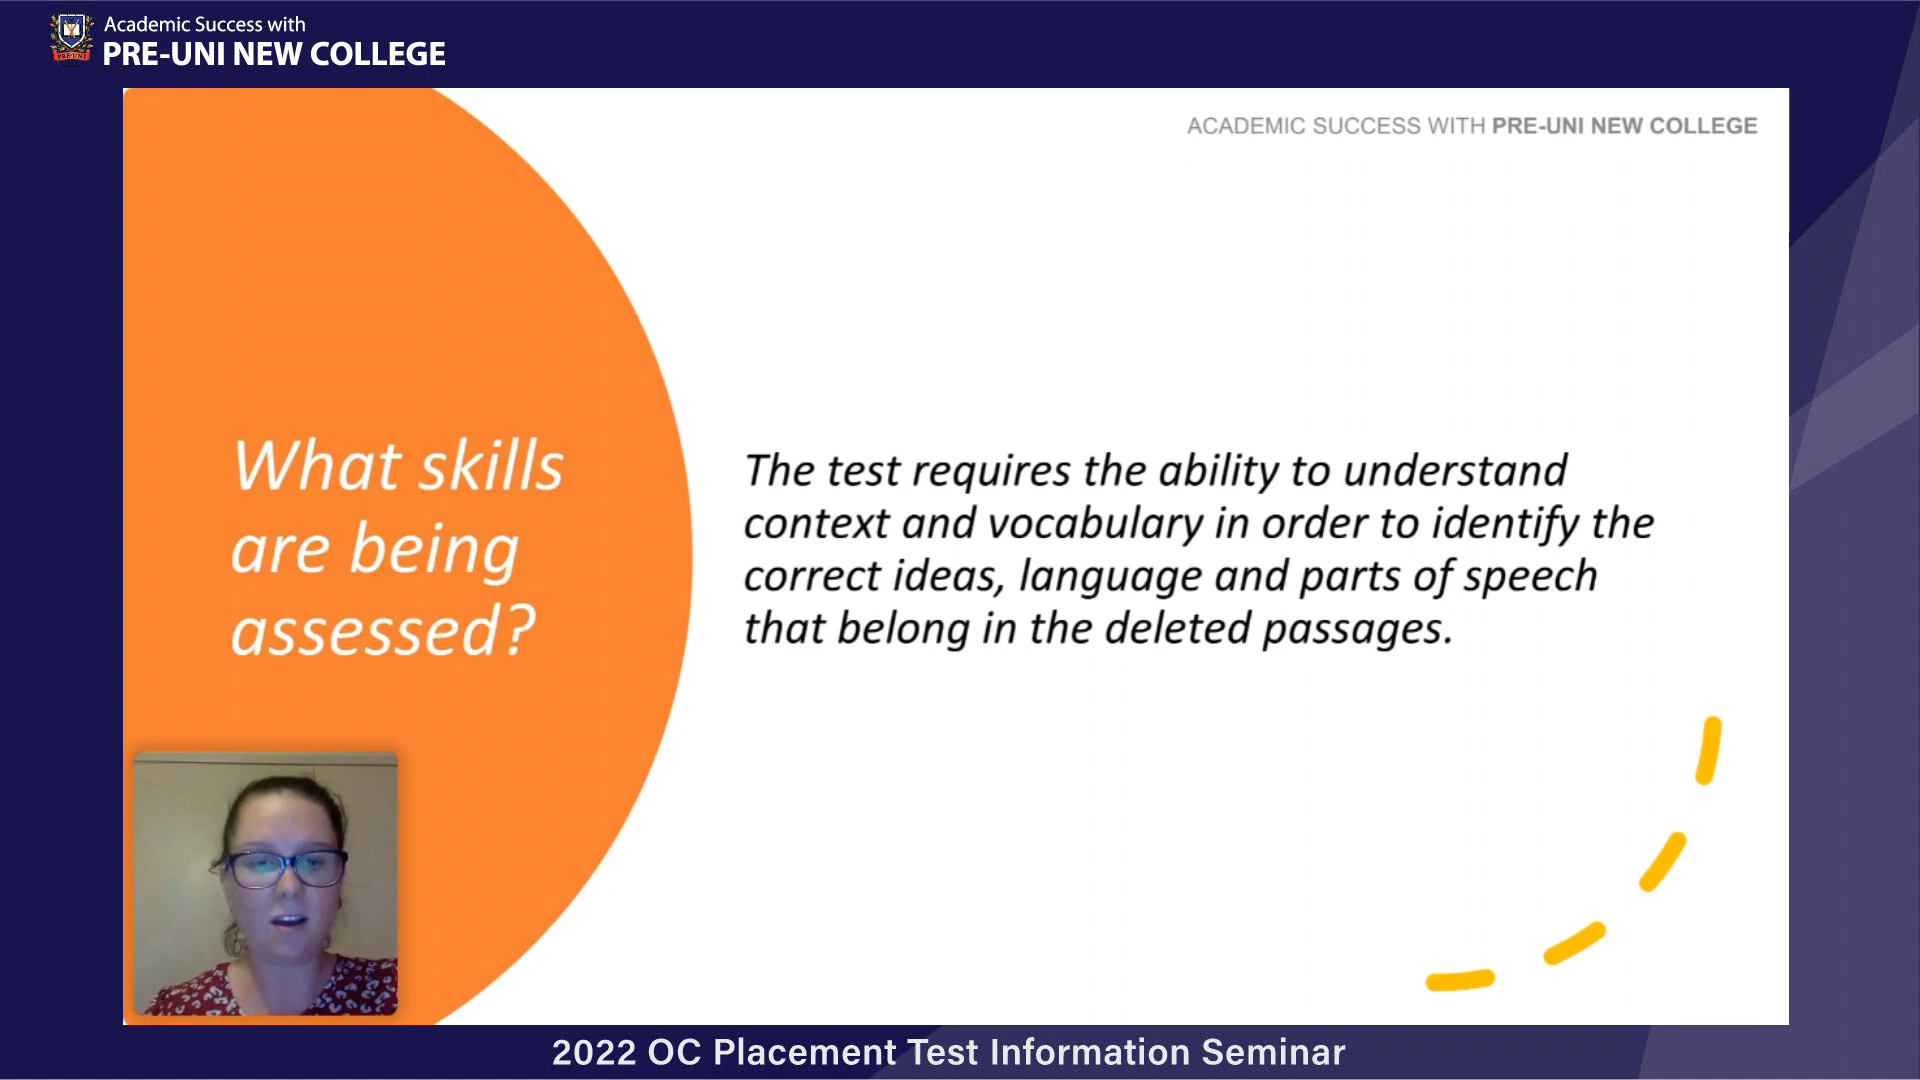 Academic Success with
PRE-UNI NEW COLLEGE
ACADEMIC SUCCESS WITH PRE-UNI NEW COLLEGE
What skills
are being
assessed?
The test requires the ability to understand
context and vocabulary in order to identify the
correct ideas, language and parts of speech
that belong in the deleted passages.
2022 OC Placement Test Information Seminar